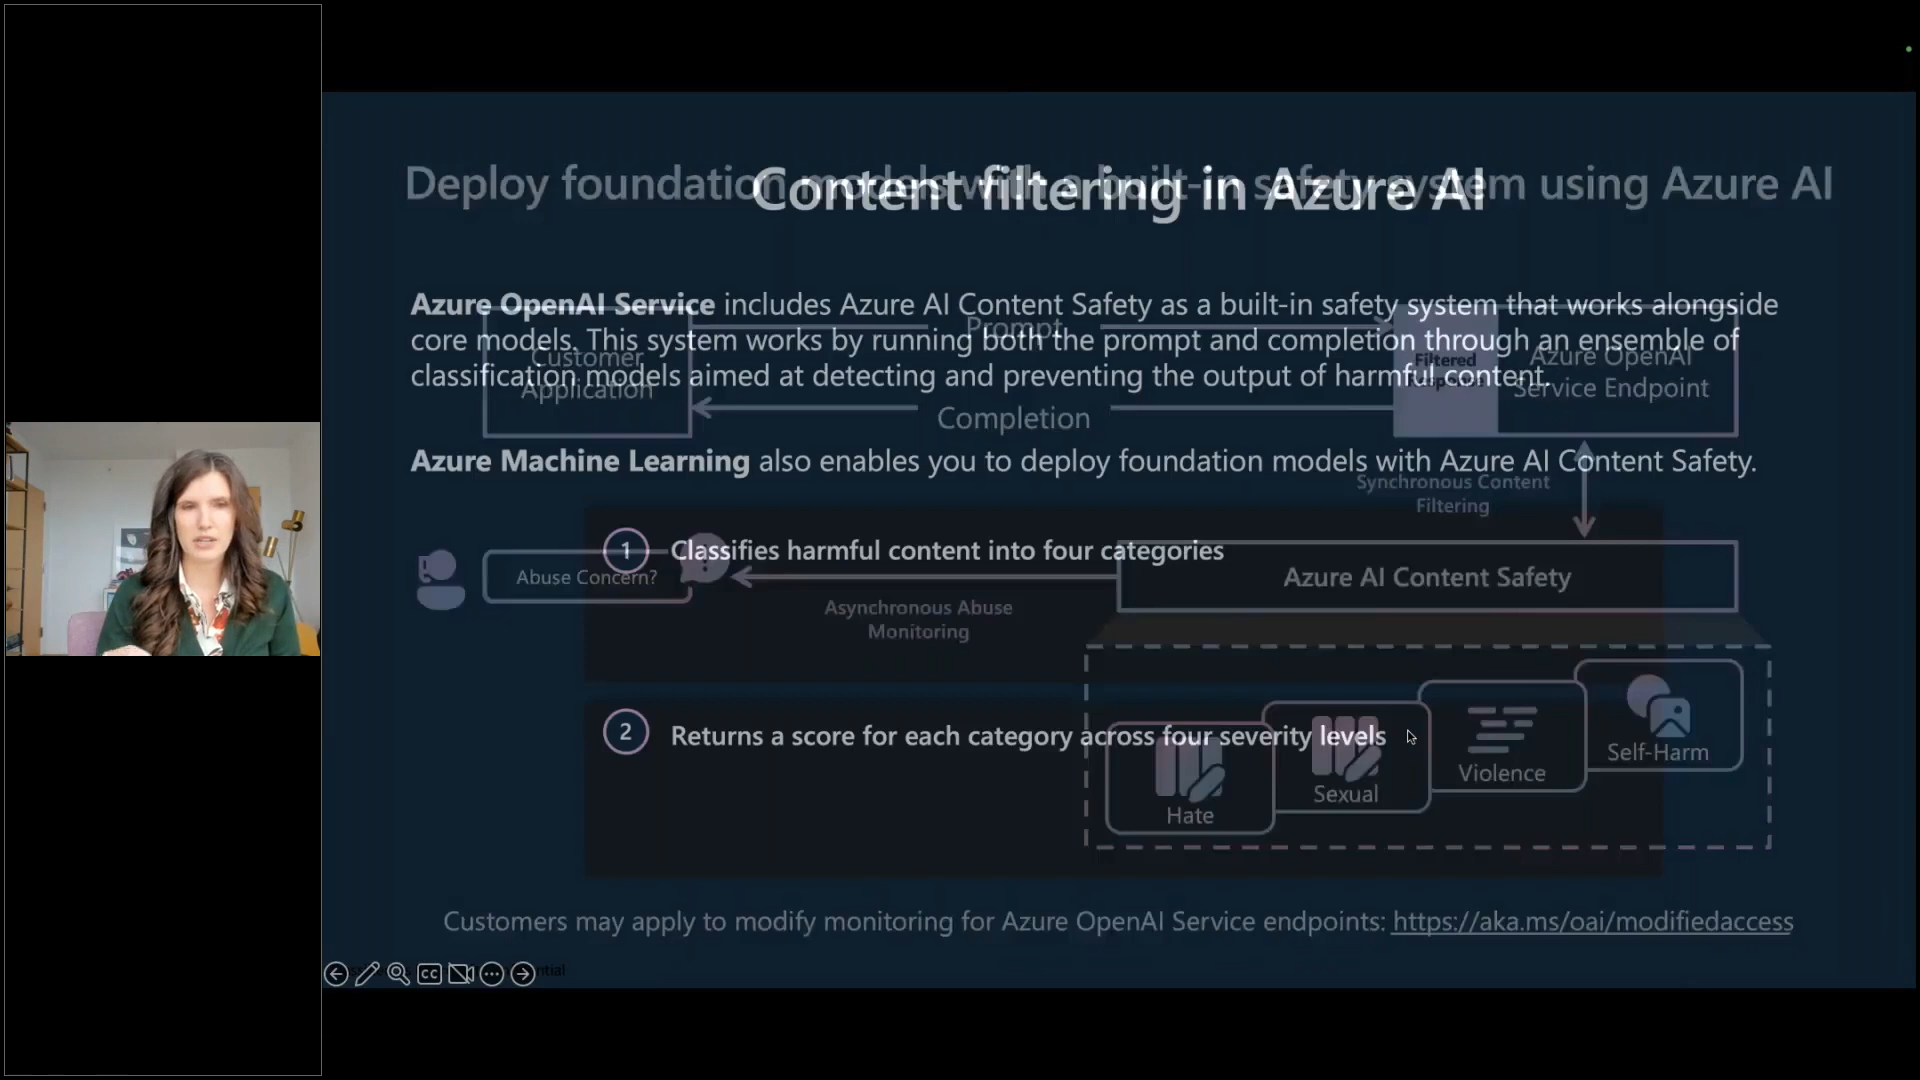 Deploy foundation models with a built-in safety system using Azure AI
Content filtering in Azure AI
Azure OpenAI Service includes Azure AI Content Safety as a built-in safety system that works alongside
core models. This system works by running both the prompt and completion through an ensemble of
classification models aimed at detecting and preventing the output of harmful content.
Azure Machine Learning also enables you to deploy foundation models with Azure AI Content Safety.
1 Classifies harmful content into four categories
2 Returns a score for each category across four severity levels
Customer
Application
Prompt
Completion
Filtered
Response
Azure OpenAI
Service Endpoint
Synchronous Content
Filtering
Abuse Concern?
Asynchronous Abuse
Monitoring
Azure AI Content Safety
Hate
Sexual
Violence
Self-Harm
Customers may apply to modify monitoring for Azure OpenAI Service endpoints: https://aka.ms/oai/modifiedaccess
CC